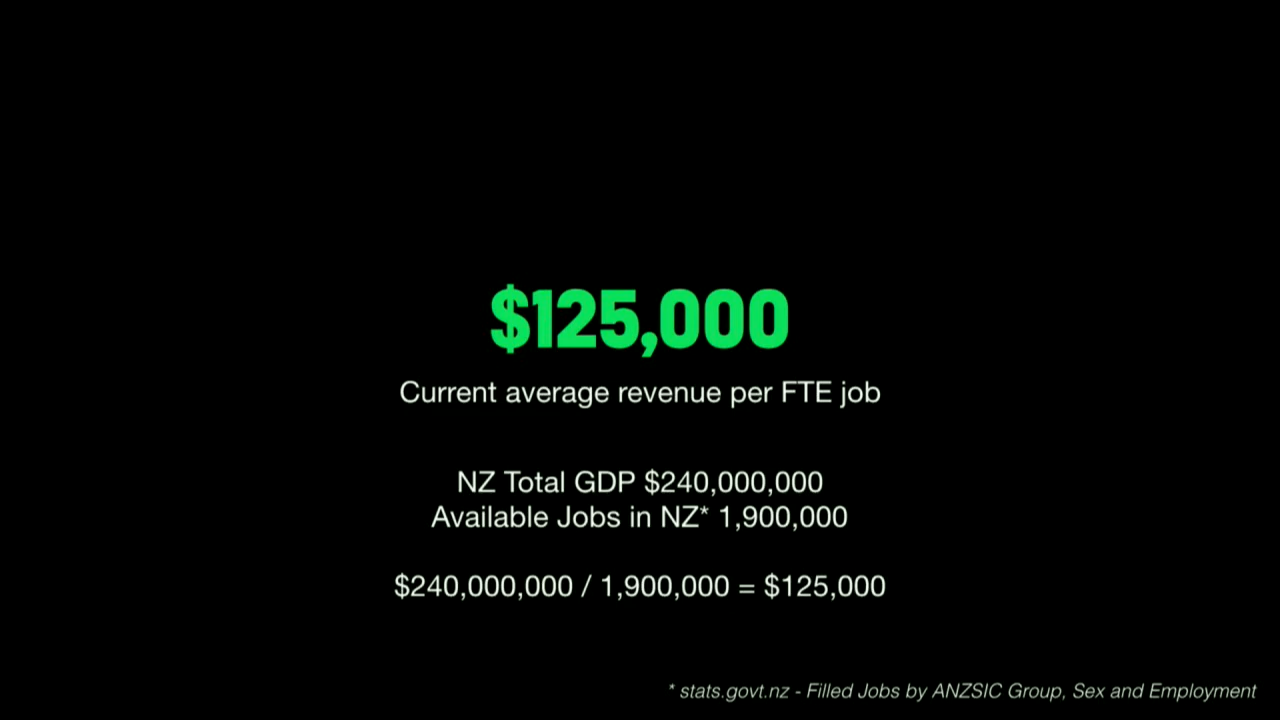 $125,000
Current average revenue per FTE job
NZ Total GDP $240,000,000
Available Jobs in NZ* 1,900,000
$240,000,000 / 1,900,000 = $125,000
* stats.govt.nz - Filled Jobs by ANZSIC Group, Sex and Employment